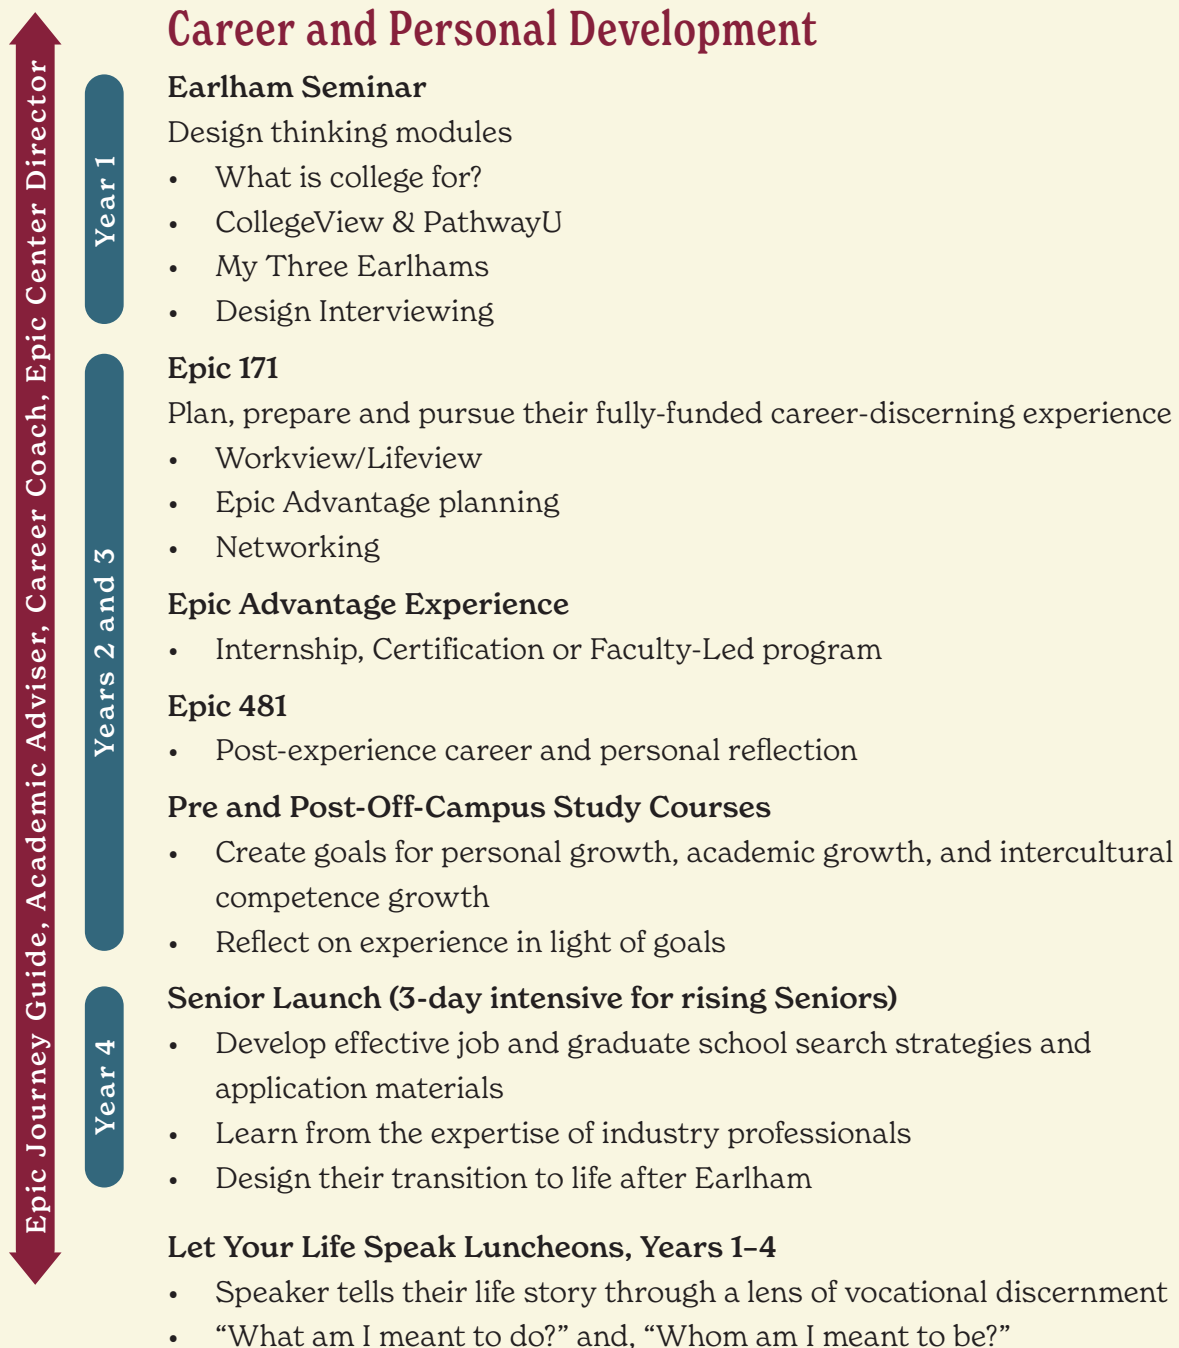 Career and Personal Development
Epic Journey Guide, Academic Adviser, Career Coach, Epic Center Director
Year 1
Earlham Seminar
Design thinking modules
• What is college for?
• CollegeView & PathwayU
• My Three Earlhams
• Design Interviewing
Years 2 and 3
Epic 171
Plan, prepare and pursue their fully-funded career-discerning experience
• Workview/Lifeview
• Epic Advantage planning
• Networking
Epic Advantage Experience
• Internship, Certification or Faculty-Led program
Epic 481
• Post-experience career and personal reflection
Pre and Post-Off-Campus Study Courses
• Create goals for personal growth, academic growth, and intercultural
competence growth
• Reflect on experience in light of goals
Year 4
Senior Launch (3-day intensive for rising Seniors)
• Develop effective job and graduate school search strategies and
application materials
• Learn from the expertise of industry professionals
• Design their transition to life after Earlham
Let Your Life Speak Luncheons, Years 1–4
• Speaker tells their life story through a lens of vocational discernment
• “What am I meant to do?” and, “Whom am I meant to be?”